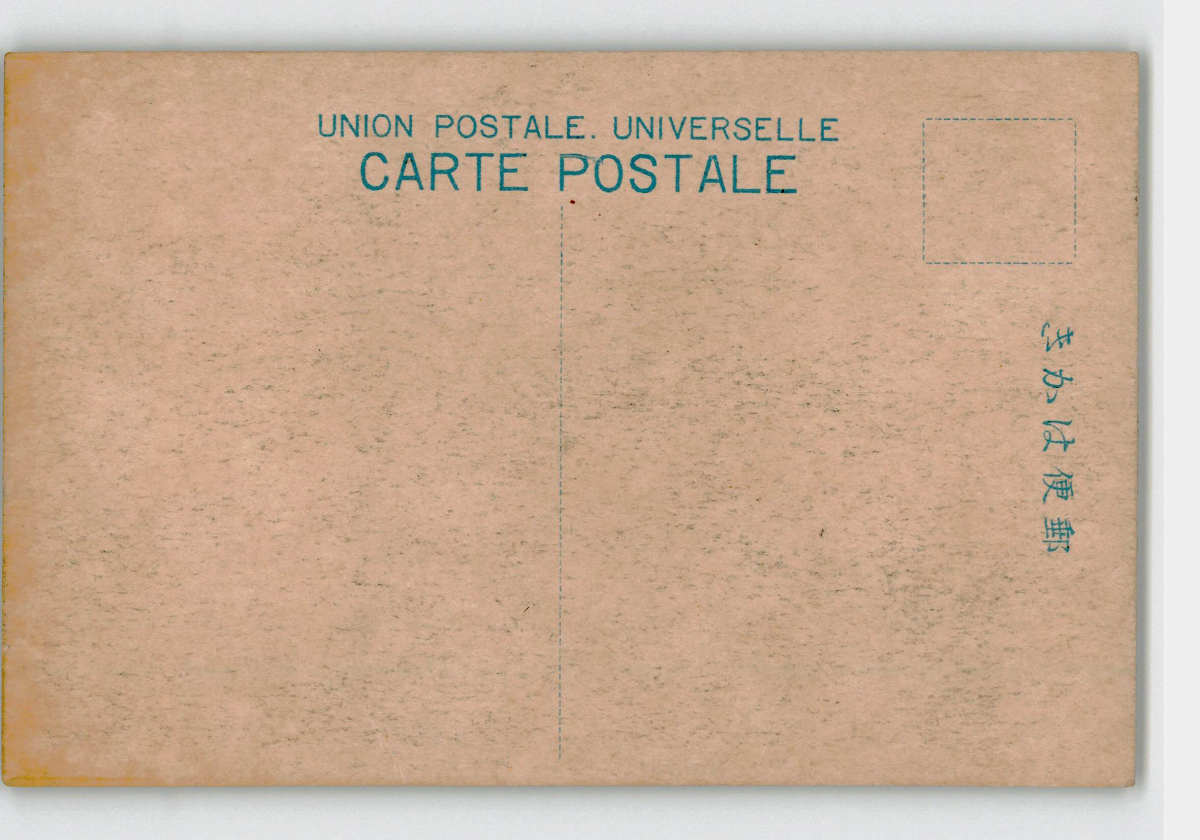 UNION POSTALE. UNIVERSELLE
CARTE POSTALE
郵便はかき